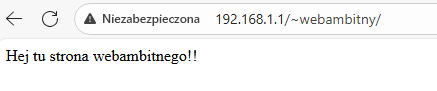 Niezabezpieczona 192.168.1.1/~webambitny/
Hej tu strona webambitnego!!